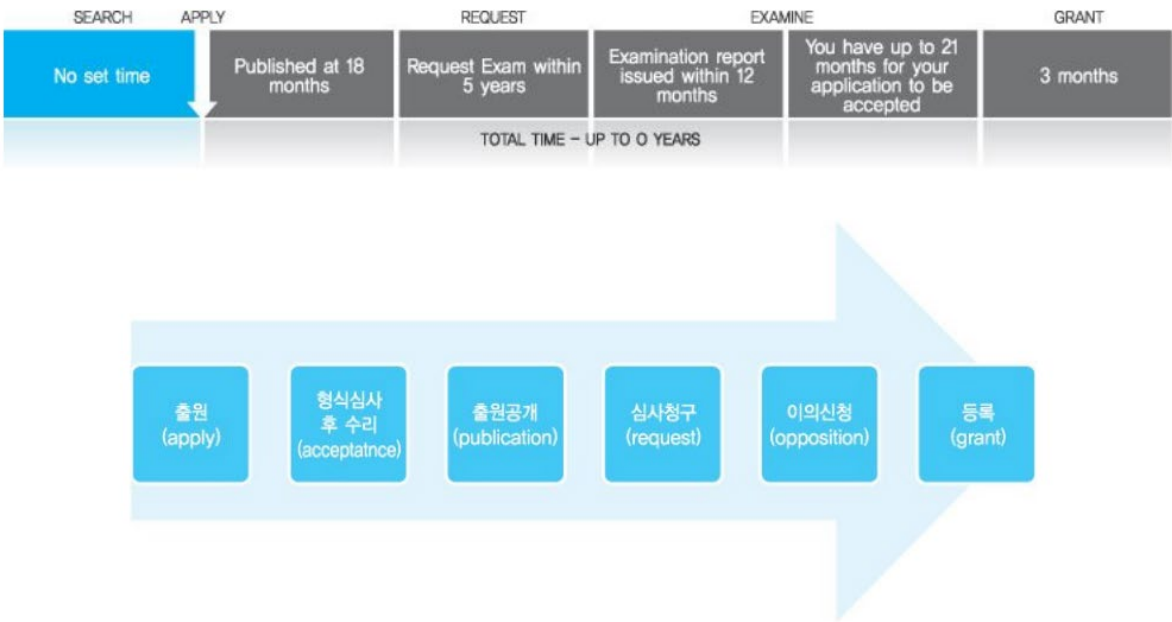 SEARCH APPLY REQUEST EXAMINE GRANT
No set time
Published at 18
months
Request Exam within
5 years
Examination report
issued within 12
months
You have up to 21
months for your
application to be
accepted
3 months
TOTAL TIME - UP TO 0 YEARS
출원
(apply)
형식심사
후 수리
(acceptatnce)
출원공개
(publication)
심사청구
(request)
이의신청
(opposition)
등록
(grant)